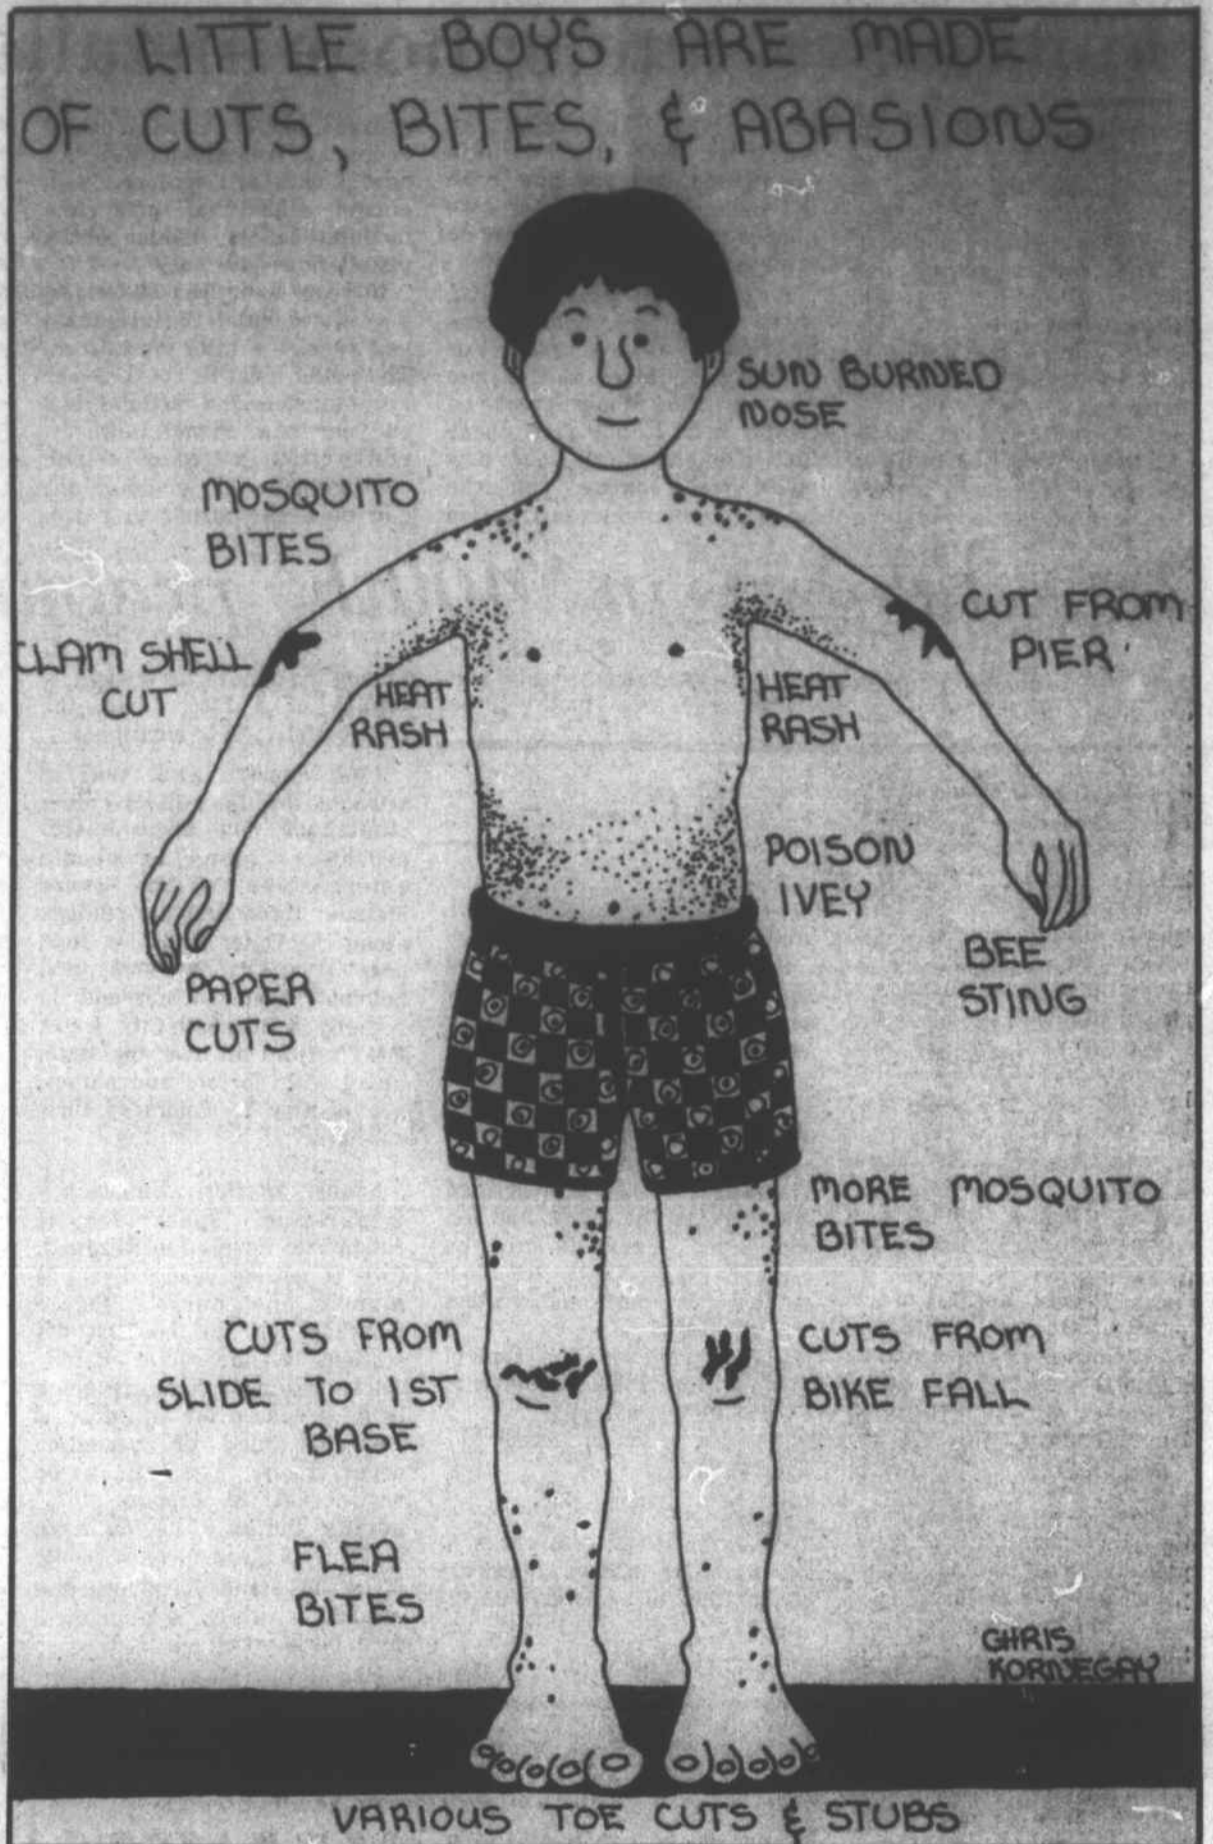 LITTLE BOYS ARE MADE
OF CUTS, BITES, & ABASIONS
SUN BURNED
NOSE
MOSQUITO
BITES
CUT FROM
PIER
CLAM SHELL
CUT
HEAT
RASH
HEAT
RASH
POISON
IVEY
BEE
STING
PAPER
CUTS
MORE MOSQUITO
BITES
CUTS FROM
SLIDE TO 1ST
BASE
CUTS FROM
BIKE FALL
FLEA
BITES
CHRIS
KORNEGAY
VARIOUS TOE CUTS & STUBS